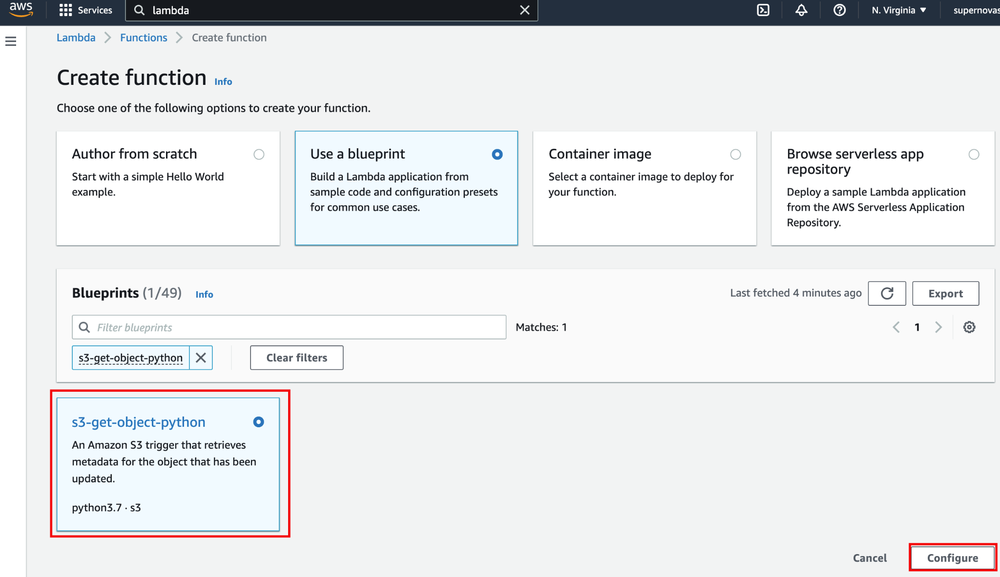 aws
Services
lambda
N. Virginia
supernovas
Lambda
Functions
Create function
Create function
Info
Choose one of the following options to create your function.
Author from scratch
Start with a simple Hello World
example.
Use a blueprint
Build a Lambda application from
sample code and configuration presets
for common use cases.
Container image
Select a container image to deploy for
your function.
Browse serverless app
repository
Deploy a sample Lambda application
from the AWS Serverless Application
Repository.
Blueprints (1/49)
Info
Last fetched 4 minutes ago
Export
Filter blueprints
Matches: 1
1
s3-get-object-python
Clear filters
s3-get-object-python
An Amazon S3 trigger that retrieves
metadata for the object that has been
updated.
python3.7 · s3
Cancel
Configure